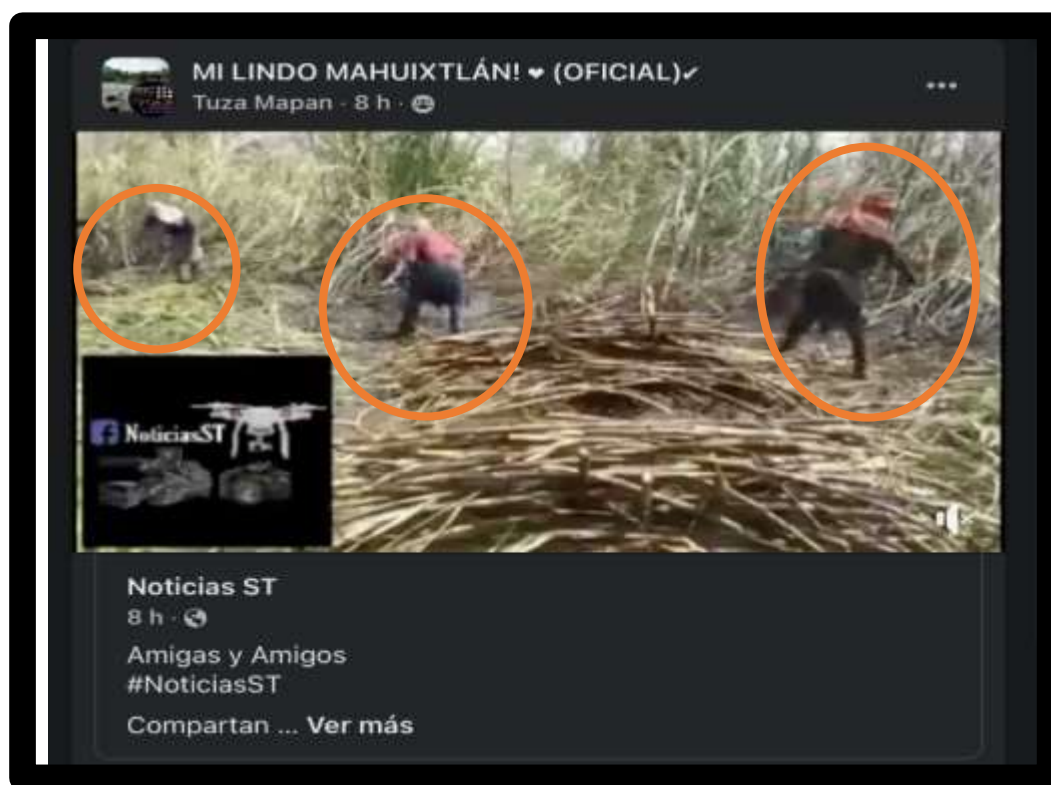 MI LINDO MAHUIXTLÁN! ❤ (OFICIAL)✔
Tuza Mapan · 8 h ·
NoticiasST
Noticias ST
8 h ·
Amigas y Amigos
#NoticiasST
Compartan ... Ver más